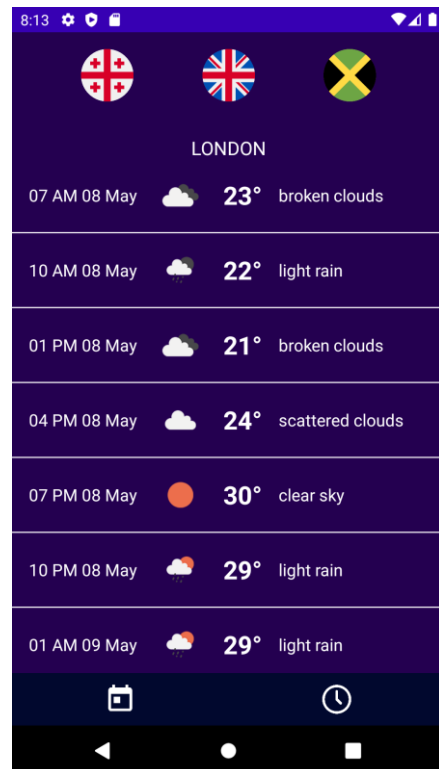 8:13
LONDON
07 AM 08 May 23° broken clouds
10 AM 08 May 22° light rain
01 PM 08 May 21° broken clouds
04 PM 08 May 24° scattered clouds
07 PM 08 May 30° clear sky
10 PM 08 May 29° light rain
01 AM 09 May 29° light rain